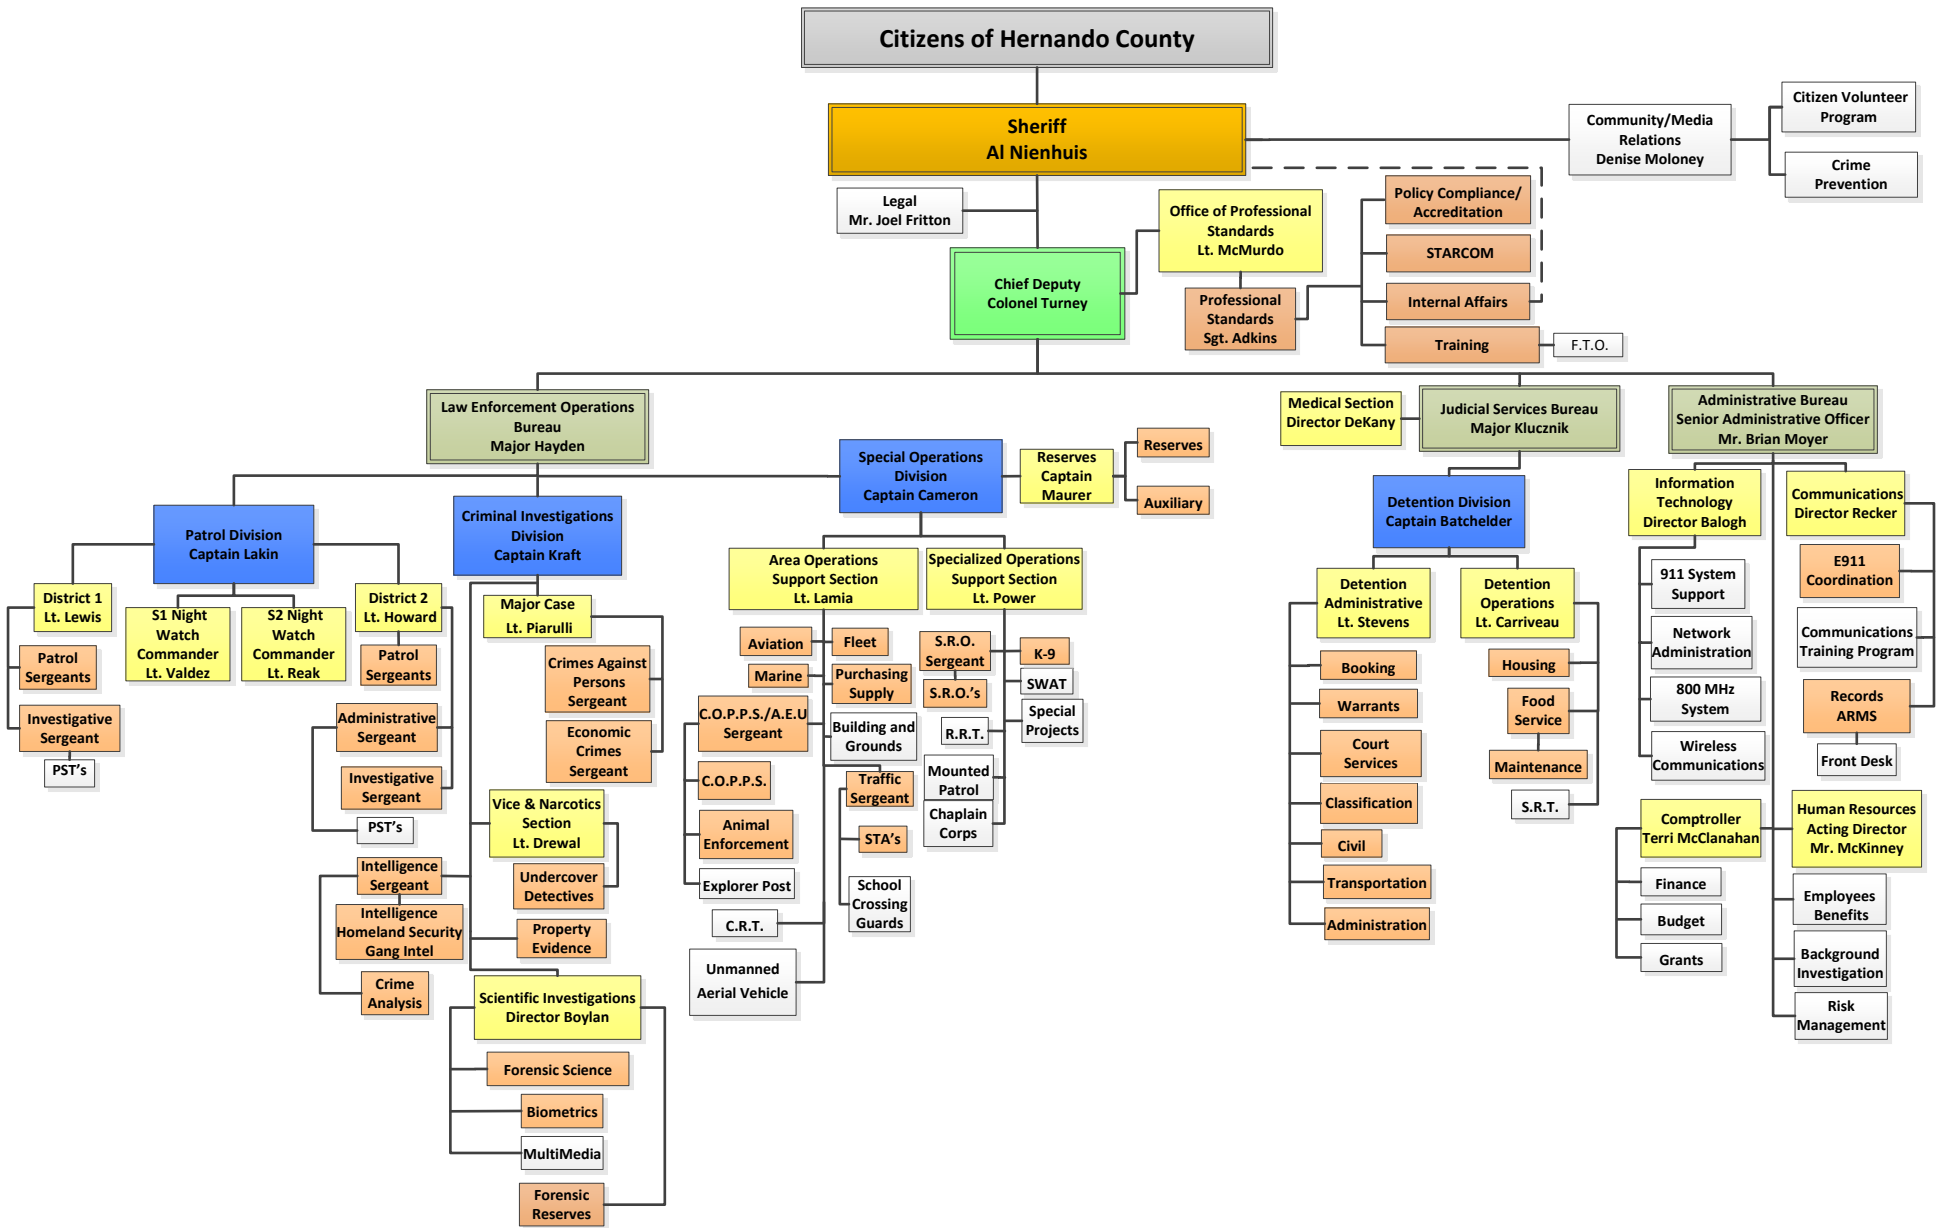 Citizens of Hernando County
Sheriff
Al Nienhuis
Community/Media
Relations
Denise Moloney
Citizen Volunteer
Program
Crime
Prevention
Legal
Mr. Joel Fritton
Office of Professional
Standards
Lt. McMurdo
Policy Compliance/
Accreditation
STARCOM
Internal Affairs
Training
F.T.O.
Chief Deputy
Colonel Turney
Professional
Standards
Sgt. Adkins
Law Enforcement Operations
Bureau
Major Hayden
Medical Section
Director DeKany
Judicial Services Bureau
Major Klucznik
Administrative Bureau
Senior Administrative Officer
Mr. Brian Moyer
Special Operations
Division
Captain Cameron
Reserves
Captain
Maurer
Reserves
Auxiliary
Patrol Division
Captain Lakin
Criminal Investigations
Division
Captain Kraft
Detention Division
Captain Batchelder
Information
Technology
Director Balogh
Communications
Director Recker
District 1
Lt. Lewis
S1 Night
Watch
Commander
Lt. Valdez
S2 Night
Watch
Commander
Lt. Reak
District 2
Lt. Howard
Patrol
Sergeants
Investigative
Sergeant
PST's
Patrol
Sergeants
Administrative
Sergeant
Investigative
Sergeant
PST's
Major Case
Lt. Piarulli
Crimes Against
Persons
Sergeant
Economic
Crimes
Sergeant
Vice & Narcotics
Section
Lt. Drewal
Undercover
Detectives
Intelligence
Sergeant
Intelligence
Homeland Security
Gang Intel
Crime
Analysis
Property
Evidence
Scientific Investigations
Director Boylan
Forensic Science
Biometrics
MultiMedia
Forensic
Reserves
Area Operations
Support Section
Lt. Lamia
Aviation
Fleet
Marine
Purchasing
Supply
C.O.P.P.S./A.E.U
Sergeant
Building and
Grounds
C.O.P.P.S.
Animal
Enforcement
Explorer Post
Traffic
Sergeant
STA's
School
Crossing
Guards
C.R.T.
Unmanned
Aerial Vehicle
Specialized Operations
Support Section
Lt. Power
S.R.O.
Sergeant
K-9
S.R.O.'s
SWAT
R.R.T.
Special
Projects
Mounted
Patrol
Chaplain
Corps
Detention
Administrative
Lt. Stevens
Booking
Warrants
Court
Services
Classification
Civil
Transportation
Administration
Detention
Operations
Lt. Carriveau
Housing
Food
Service
Maintenance
S.R.T.
911 System
Support
Network
Administration
800 MHz
System
Wireless
Communications
E911
Coordination
Communications
Training Program
Records
ARMS
Front Desk
Comptroller
Terri McClanahan
Finance
Budget
Grants
Human Resources
Acting Director
Mr. McKinney
Employees
Benefits
Background
Investigation
Risk
Management